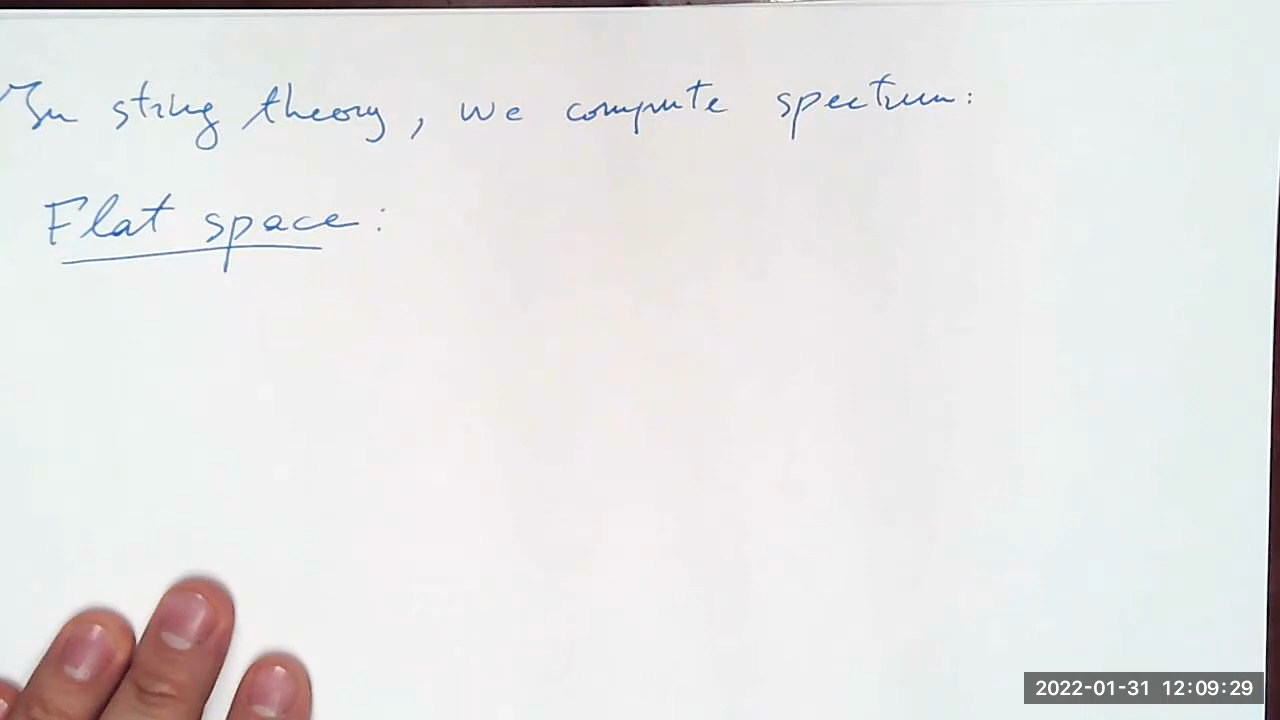 In string theory, we compute spectrum:
Flat space:
2022-01-31 12:09:29